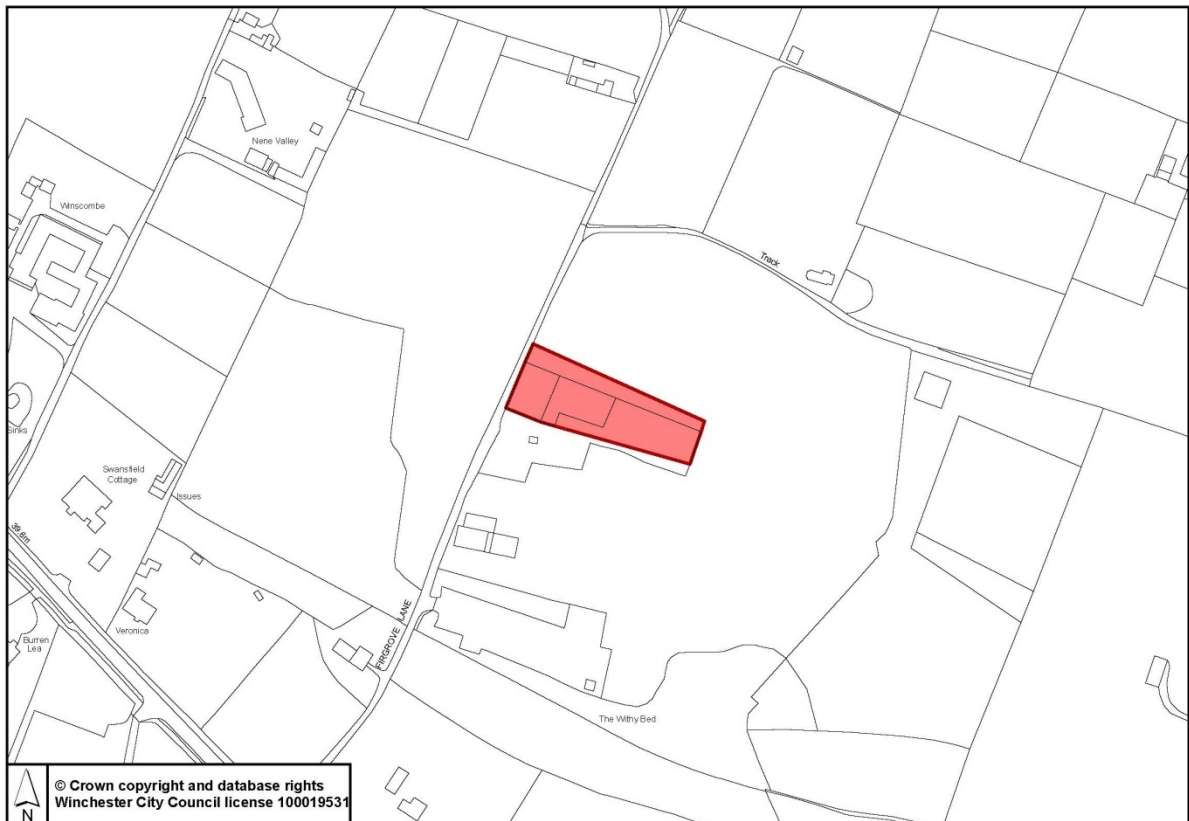 Nene Valley
Winscombe
Track
Sinks
Swansfield
Cottage
Issues
39.6m
FIRGROVE LANE
Veronica
Burren
Lea
The Withy Bed
N
© Crown copyright and database rights
Winchester City Council license 100019531